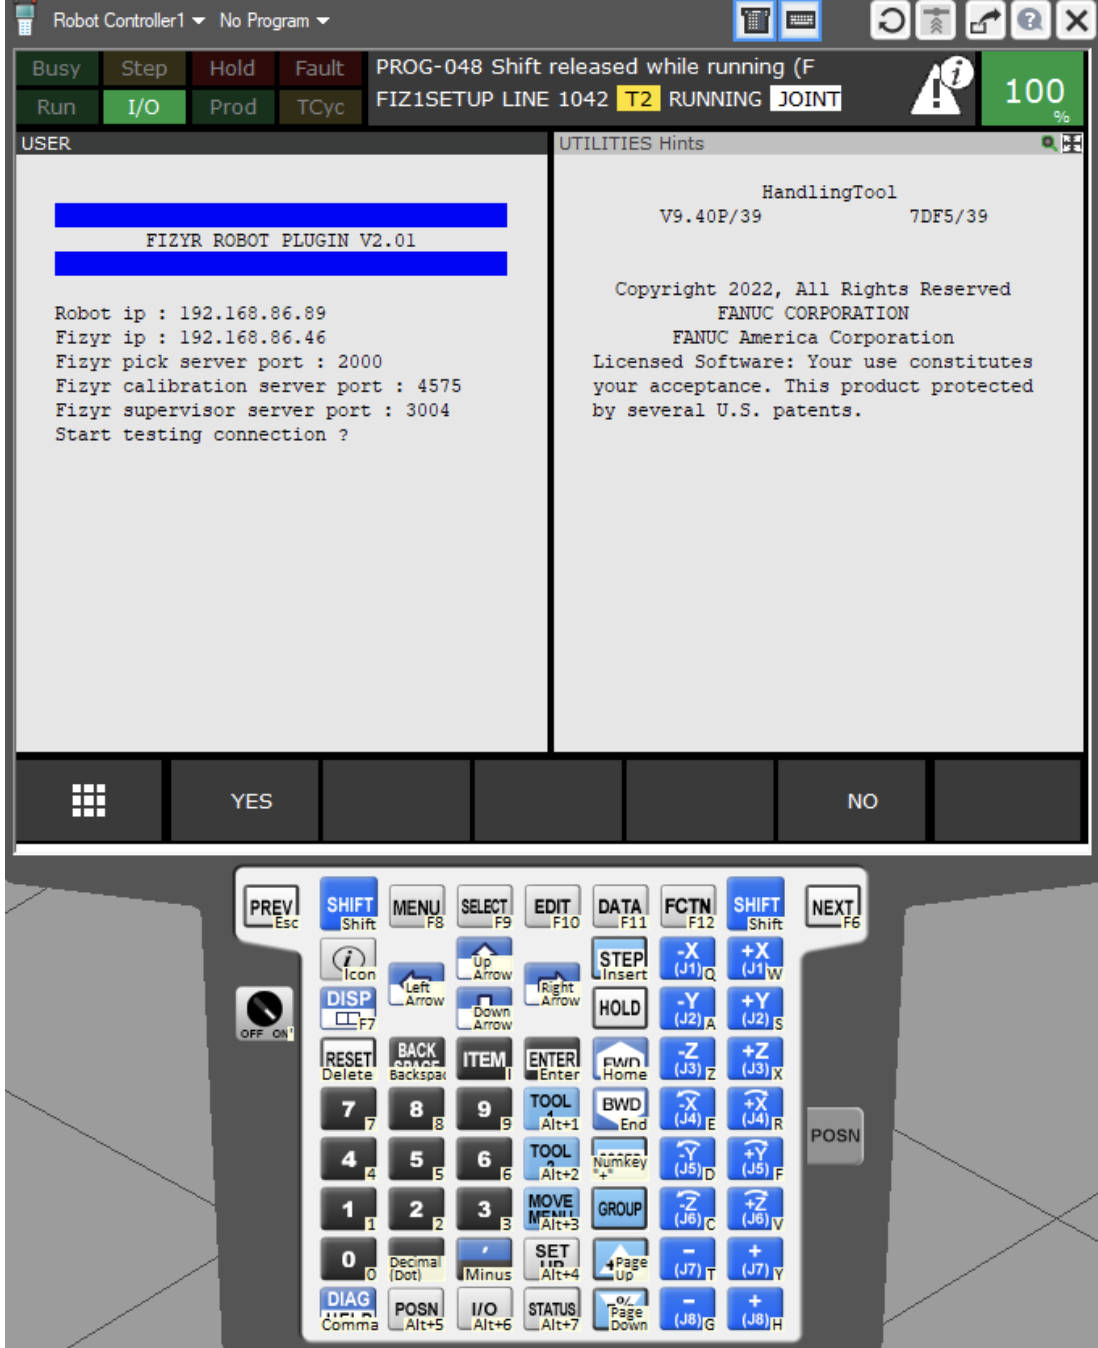 Robot Controller1 No Program
Busy Step Hold Fault
Run I/O Prod TCyc
PROG-048 Shift released while running (F
FIZ1SETUP LINE 1042 T2 RUNNING JOINT
100
%
USER
FIZYR ROBOT PLUGIN V2.01
Robot ip : 192.168.86.89
Fizyr ip : 192.168.86.46
Fizyr pick server port : 2000
Fizyr calibration server port : 4575
Fizyr supervisor server port : 3004
Start testing connection ?
UTILITIES Hints
HandlingTool
V9.40P/39 7DF5/39
Copyright 2022, All Rights Reserved
FANUC CORPORATION
FANUC America Corporation
Licensed Software: Your use constitutes
your acceptance. This product protected
by several U.S. patents.
YES NO
PREV Esc SHIFT Shift MENU F8 SELECT F9 EDIT F10 DATA F11 FCTN F12 SHIFT Shift NEXT F6
i Icon Up Arrow STEP Insert -X (J1) Q +X (J1) W
Left Arrow Right Arrow
OFF ON DISP F7 Down Arrow HOLD -Y (J2) A +Y (J2) S
RESET Delete BACK Backspac ITEM I ENTER Enter FWD Home -Z (J3) Z +Z (J3) X
7 7 8 8 9 9 TOOL 1 Alt+1 BWD End -X (J4) E +X (J4) R
POSN
4 4 5 5 6 6 TOOL 2 Alt+2 Numkey "+" -Y (J5) D +Y (J5) F
1 1 2 2 3 3 MOVE MENU Alt+3 GROUP -Z (J6) C +Z (J6) V
0 0 Decimal (Dot) Minus SET UP Alt+4 Page Up - (J7) T + (J7) Y
DIAG Comma POSN Alt+5 I/O Alt+6 STATUS Alt+7 % Page Down - (J8) G + (J8) H